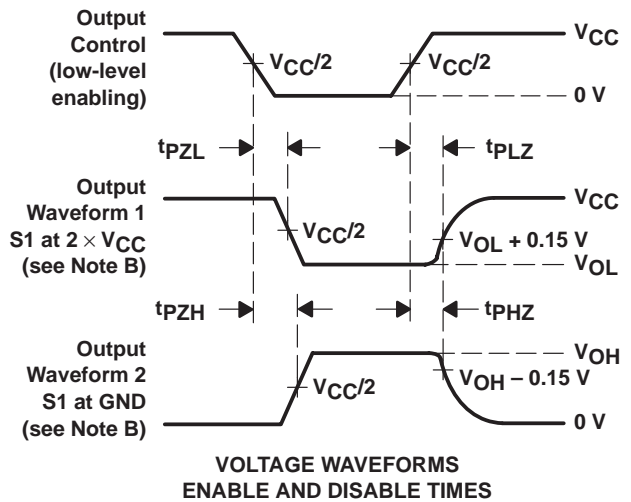 Output
Control
(low-level
enabling)
VCC/2
VCC/2
VCC
0 V
tPZL
tPLZ
Output
Waveform 1
S1 at 2 × VCC
(see Note B)
VCC/2
VCC
VOL + 0.15 V
VOL
tPZH
tPHZ
Output
Waveform 2
S1 at GND
(see Note B)
VCC/2
VOH
VOH − 0.15 V
0 V
VOLTAGE WAVEFORMS
ENABLE AND DISABLE TIMES